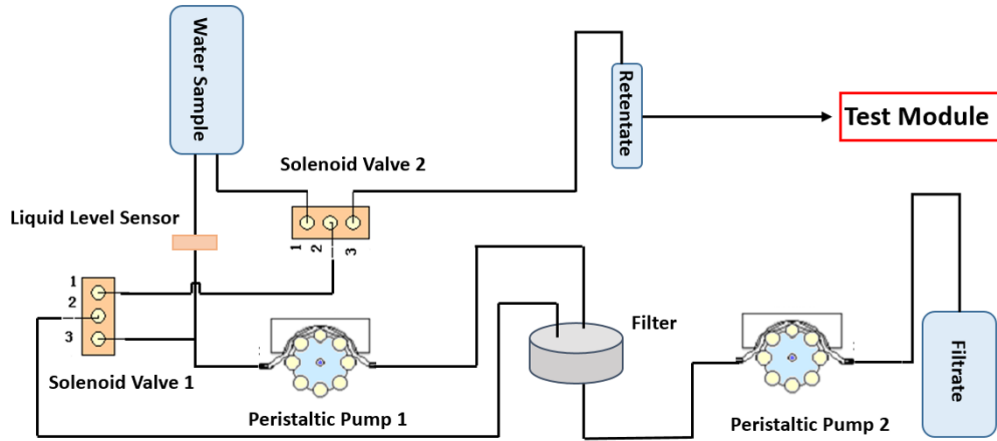 Water Sample
Retentate
Test Module
Solenoid Valve 2
Liquid Level Sensor
1
2
3
1
2
3
Filter
Filtrate
Solenoid Valve 1
Peristaltic Pump 1
Peristaltic Pump 2